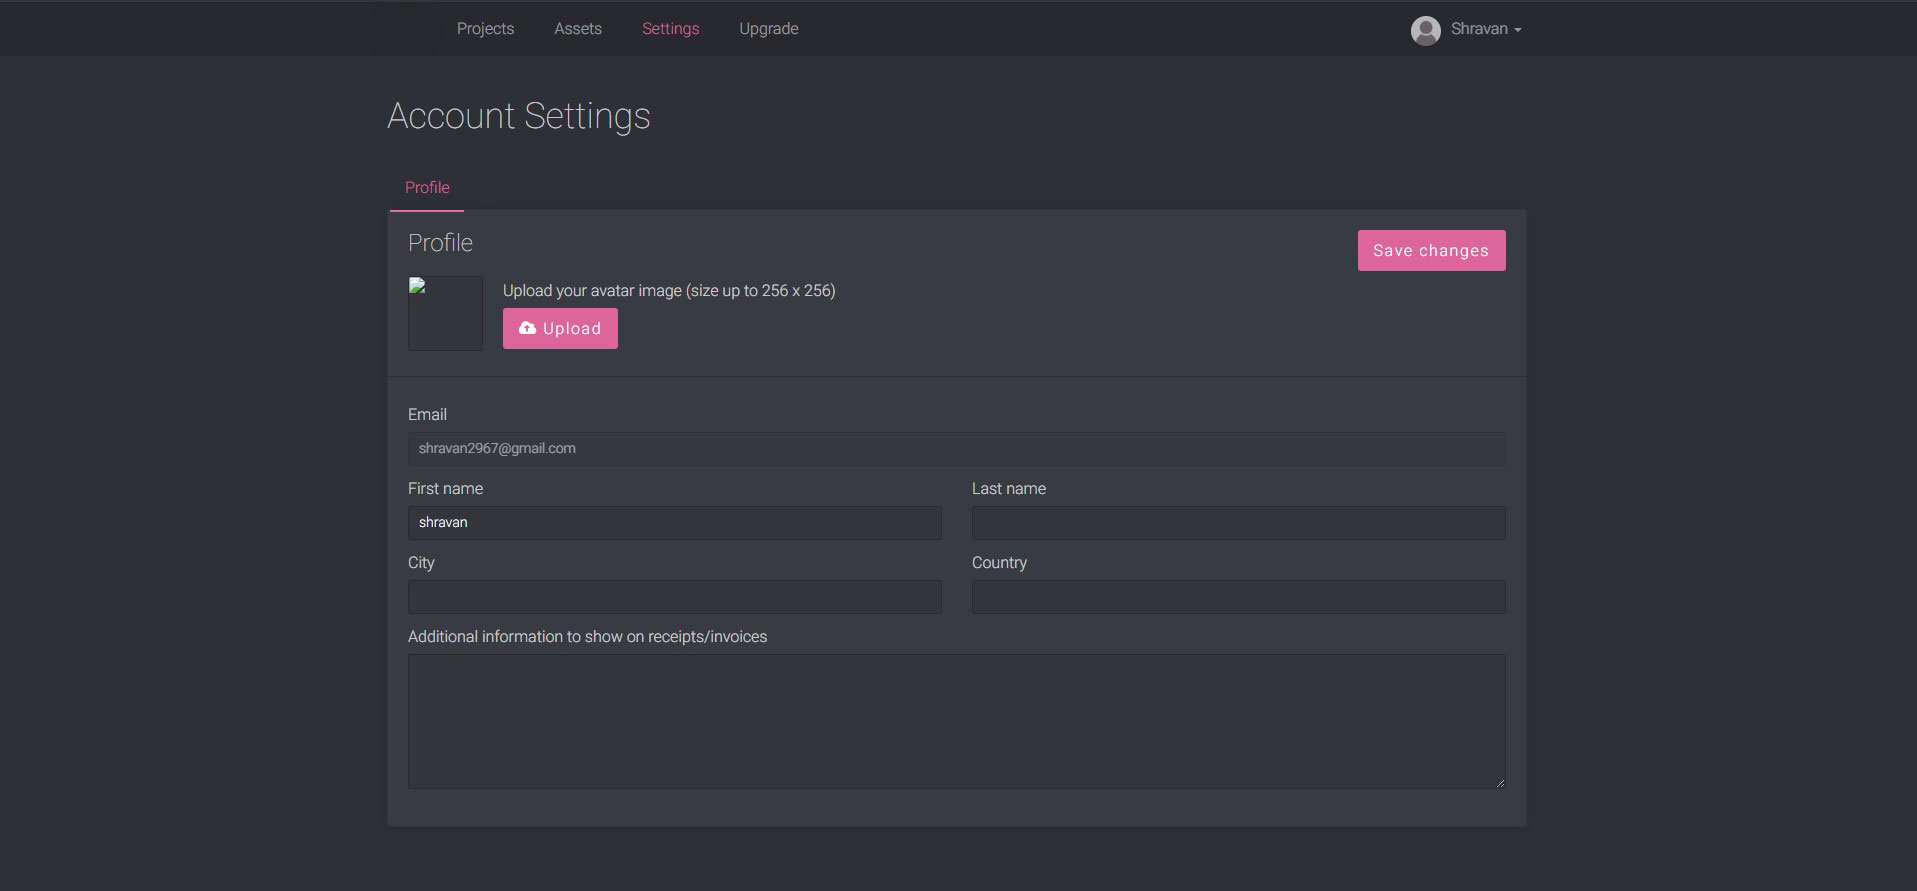 Projects Assets Settings Upgrade Shravan
Account Settings
Profile
Profile
Save changes
Upload your avatar image (size up to 256 x 256)
Upload
Email
shravan2967@gmail.com
First name Last name
shravan
City Country
Additional information to show on receipts/invoices